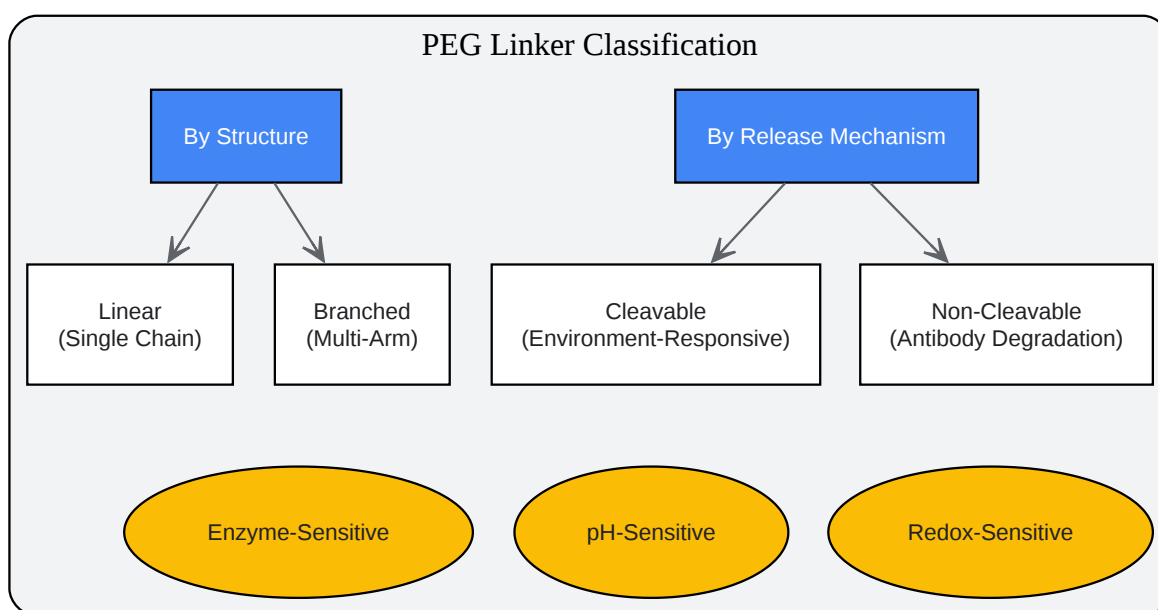 PEG Linker Classification
By Structure
By Release Mechanism
Linear
(Single Chain)
Branched
(Multi-Arm)
Cleavable
(Environment-Responsive)
Non-Cleavable
(Antibody Degradation)
Enzyme-Sensitive
pH-Sensitive
Redox-Sensitive